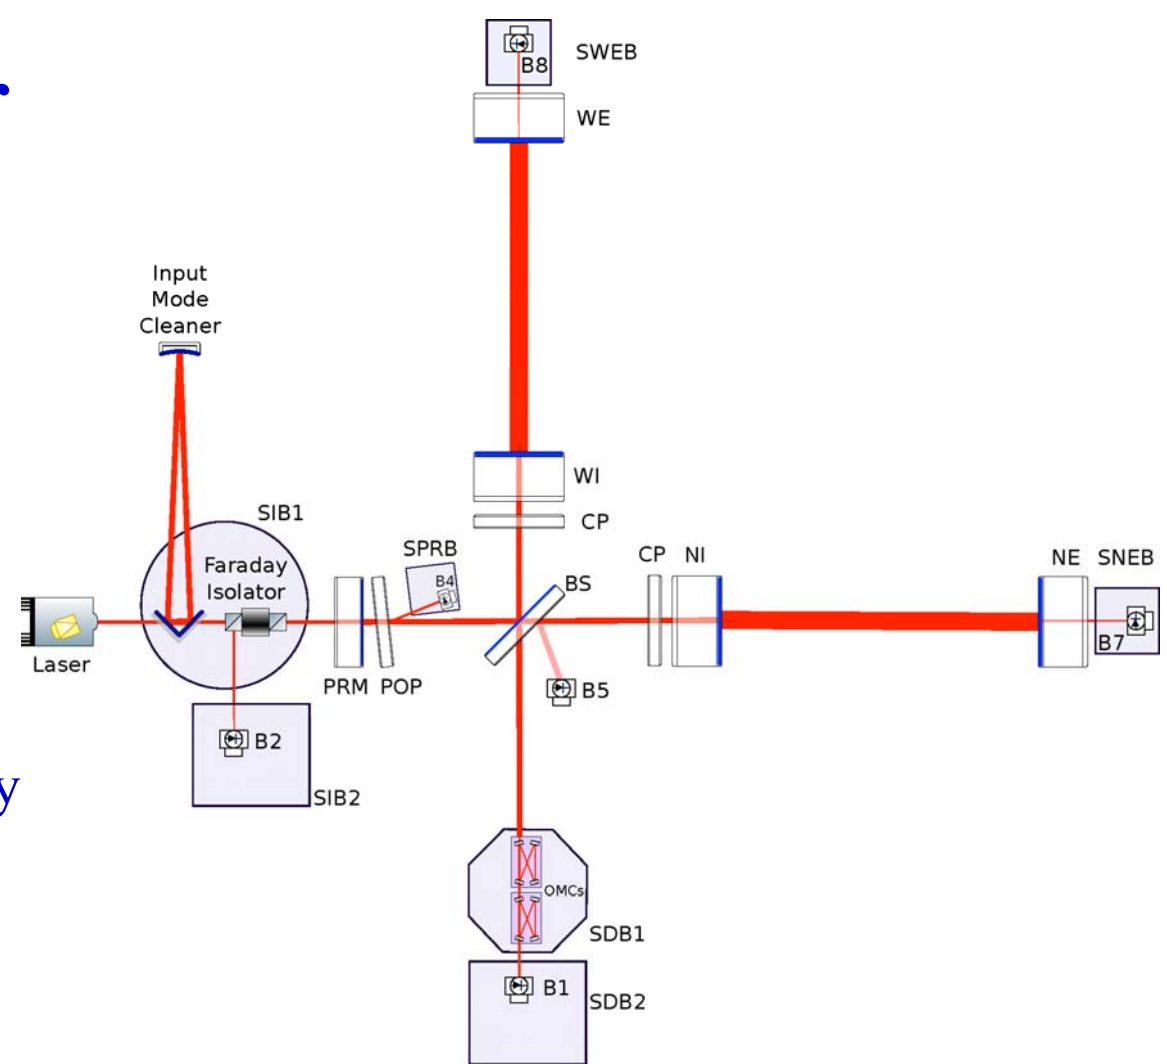 SWEB
B8
WE
Input
Mode
Cleaner
WI
SIB1
CP
SPRB
CP NI
NE SNEB
Faraday
Isolator
B4
BS
B7
Laser
PRM POP
B5
B2
y
SIB2
OMCs
SDB1
B1
SDB2